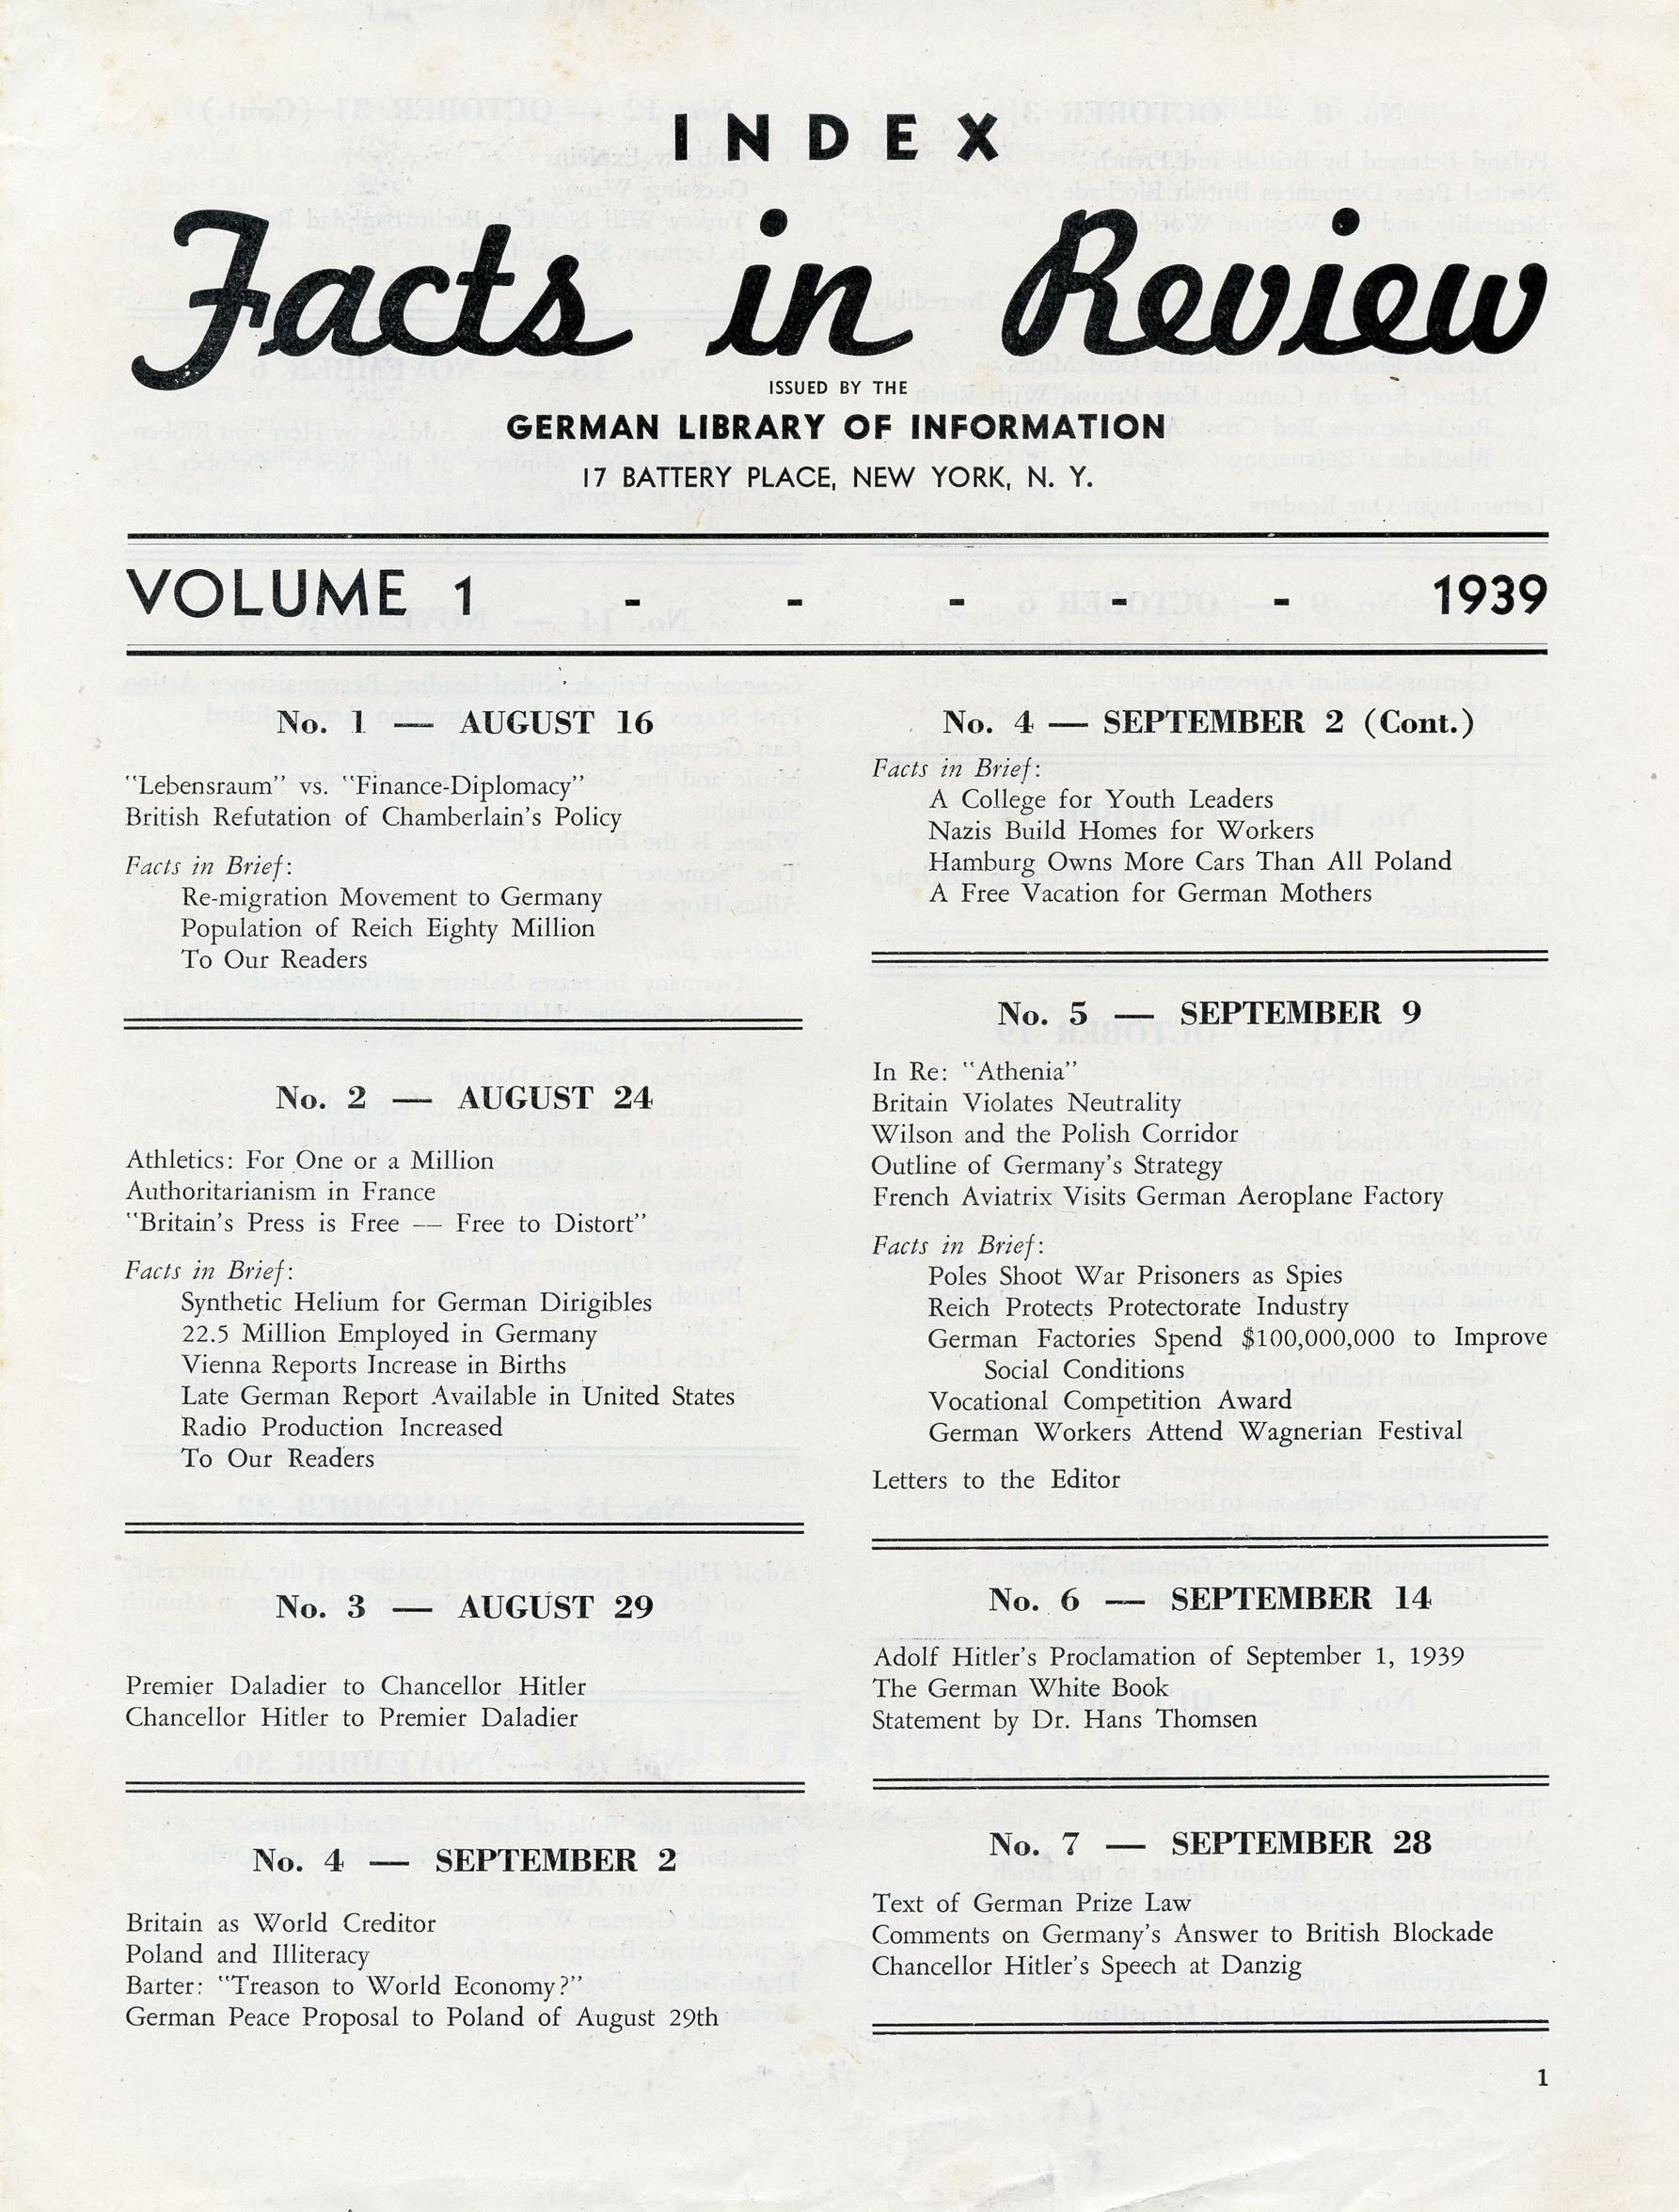 INDEX
Facts in Review
ISSUED BY THE
GERMAN LIBRARY OF INFORMATION
17 BATTERY PLACE, NEW YORK, N. Y.
VOLUME 1 - - - - - 1939
No. 1 — AUGUST 16
"Lebensraum" vs. "Finance-Diplomacy"
British Refutation of Chamberlain's Policy
Facts in Brief:
Re-migration Movement to Germany
Population of Reich Eighty Million
To Our Readers
No. 2 — AUGUST 24
Athletics: For One or a Million
Authoritarianism in France
"Britain's Press is Free — Free to Distort"
Facts in Brief:
Synthetic Helium for German Dirigibles
22.5 Million Employed in Germany
Vienna Reports Increase in Births
Late German Report Available in United States
Radio Production Increased
To Our Readers
No. 3 — AUGUST 29
Premier Daladier to Chancellor Hitler
Chancellor Hitler to Premier Daladier
No. 4 — SEPTEMBER 2
Britain as World Creditor
Poland and Illiteracy
Barter: "Treason to World Economy?"
German Peace Proposal to Poland of August 29th
No. 4 — SEPTEMBER 2 (Cont.)
Facts in Brief:
A College for Youth Leaders
Nazis Build Homes for Workers
Hamburg Owns More Cars Than All Poland
A Free Vacation for German Mothers
No. 5 — SEPTEMBER 9
In Re: "Athenia"
Britain Violates Neutrality
Wilson and the Polish Corridor
Outline of Germany's Strategy
French Aviatrix Visits German Aeroplane Factory
Facts in Brief:
Poles Shoot War Prisoners as Spies
Reich Protects Protectorate Industry
German Factories Spend $100,000,000 to Improve
Social Conditions
Vocational Competition Award
German Workers Attend Wagnerian Festival
Letters to the Editor
No. 6 — SEPTEMBER 14
Adolf Hitler's Proclamation of September 1, 1939
The German White Book
Statement by Dr. Hans Thomsen
No. 7 — SEPTEMBER 28
Text of German Prize Law
Comments on Germany's Answer to British Blockade
Chancellor Hitler's Speech at Danzig
1